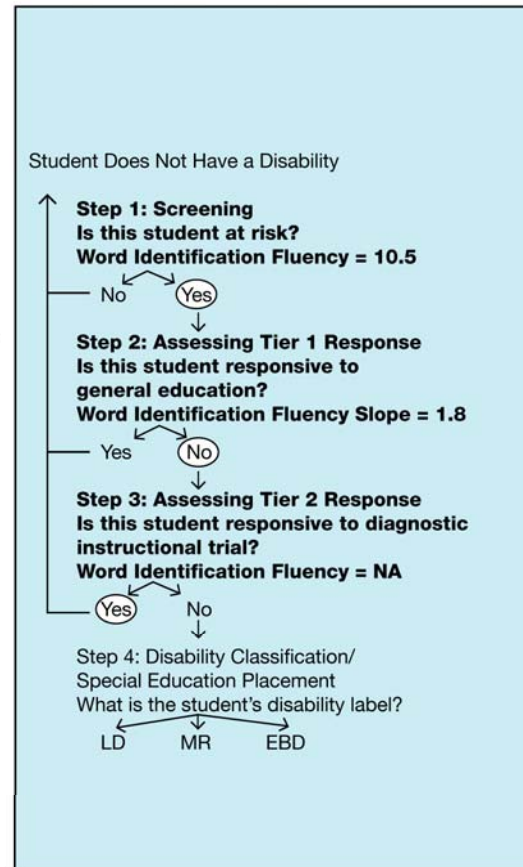 Student Does Not Have a Disability
Step 1: Screening
Is this student at risk?
Word Identification Fluency = 10.5
No Yes
Step 2: Assessing Tier 1 Response
Is this student responsive to
general education?
Word Identification Fluency Slope = 1.8
Yes No
Step 3: Assessing Tier 2 Response
Is this student responsive to diagnostic
instructional trial?
Word Identification Fluency = NA
Yes No
Step 4: Disability Classification/
Special Education Placement
What is the student’s disability label?
LD MR EBD